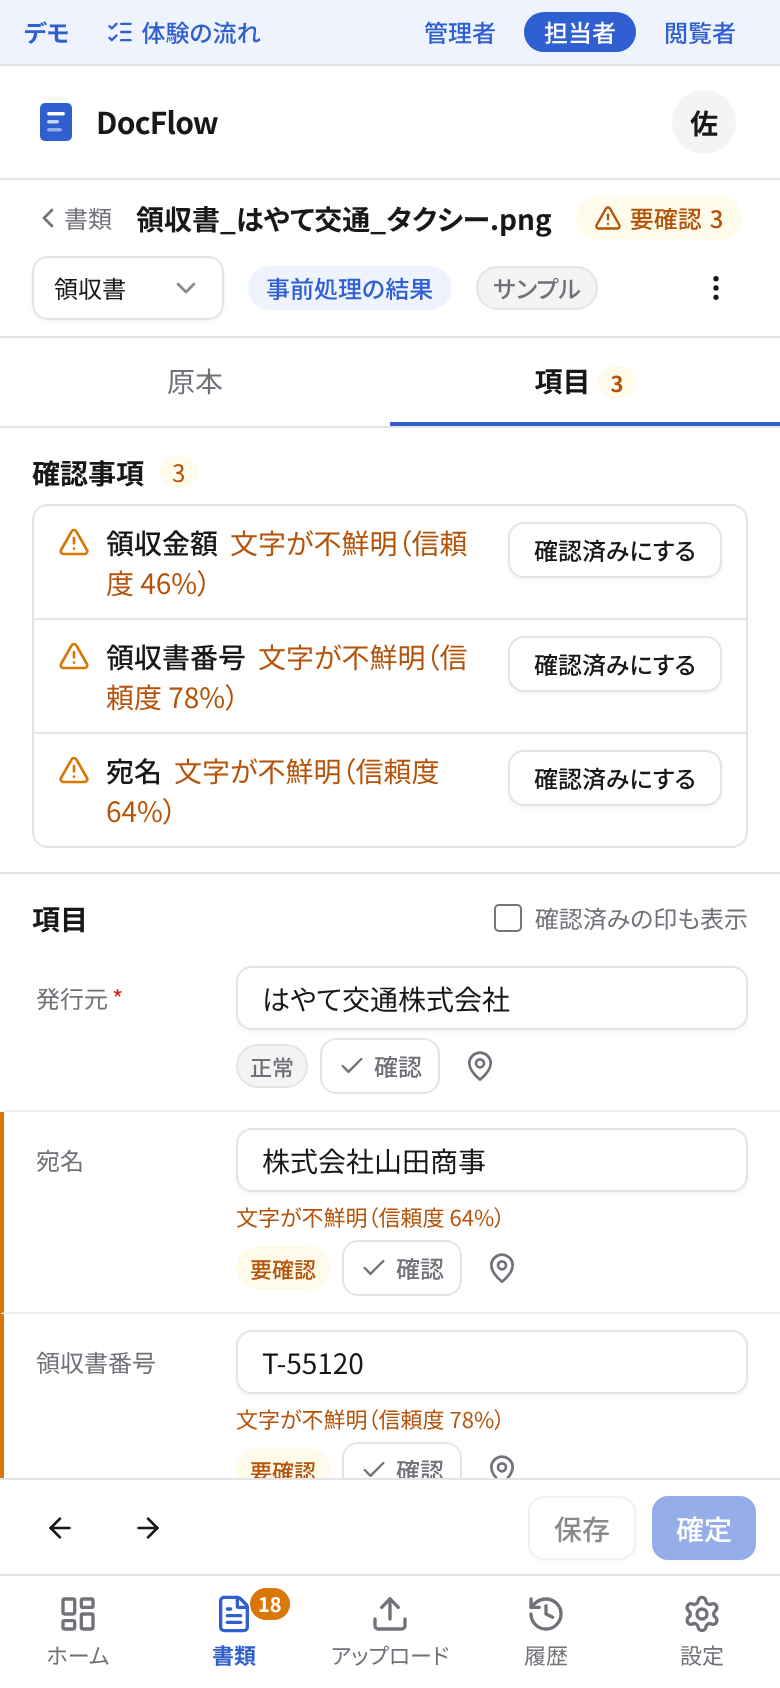 デモ 体験の流れ 管理者 担当者 閲覧者
DocFlow 佐
書類 領収書_はやて交通_タクシー.png 要確認 3
領収書 事前処理の結果 サンプル
原本 項目 3
確認事項 3
領収金額 文字が不鮮明（信頼
度 46%）
確認済みにする
領収書番号 文字が不鮮明（信
頼度 78%）
確認済みにする
宛名 文字が不鮮明（信頼度
64%）
確認済みにする
項目 確認済みの印も表示
発行元 * はやて交通株式会社
正常 確認
宛名 株式会社山田商事
文字が不鮮明（信頼度 64%）
要確認 確認
領収書番号 T-55120
文字が不鮮明（信頼度 78%）
要確認 確認
保存 確定
18
ホーム 書類 アップロード 履歴 設定